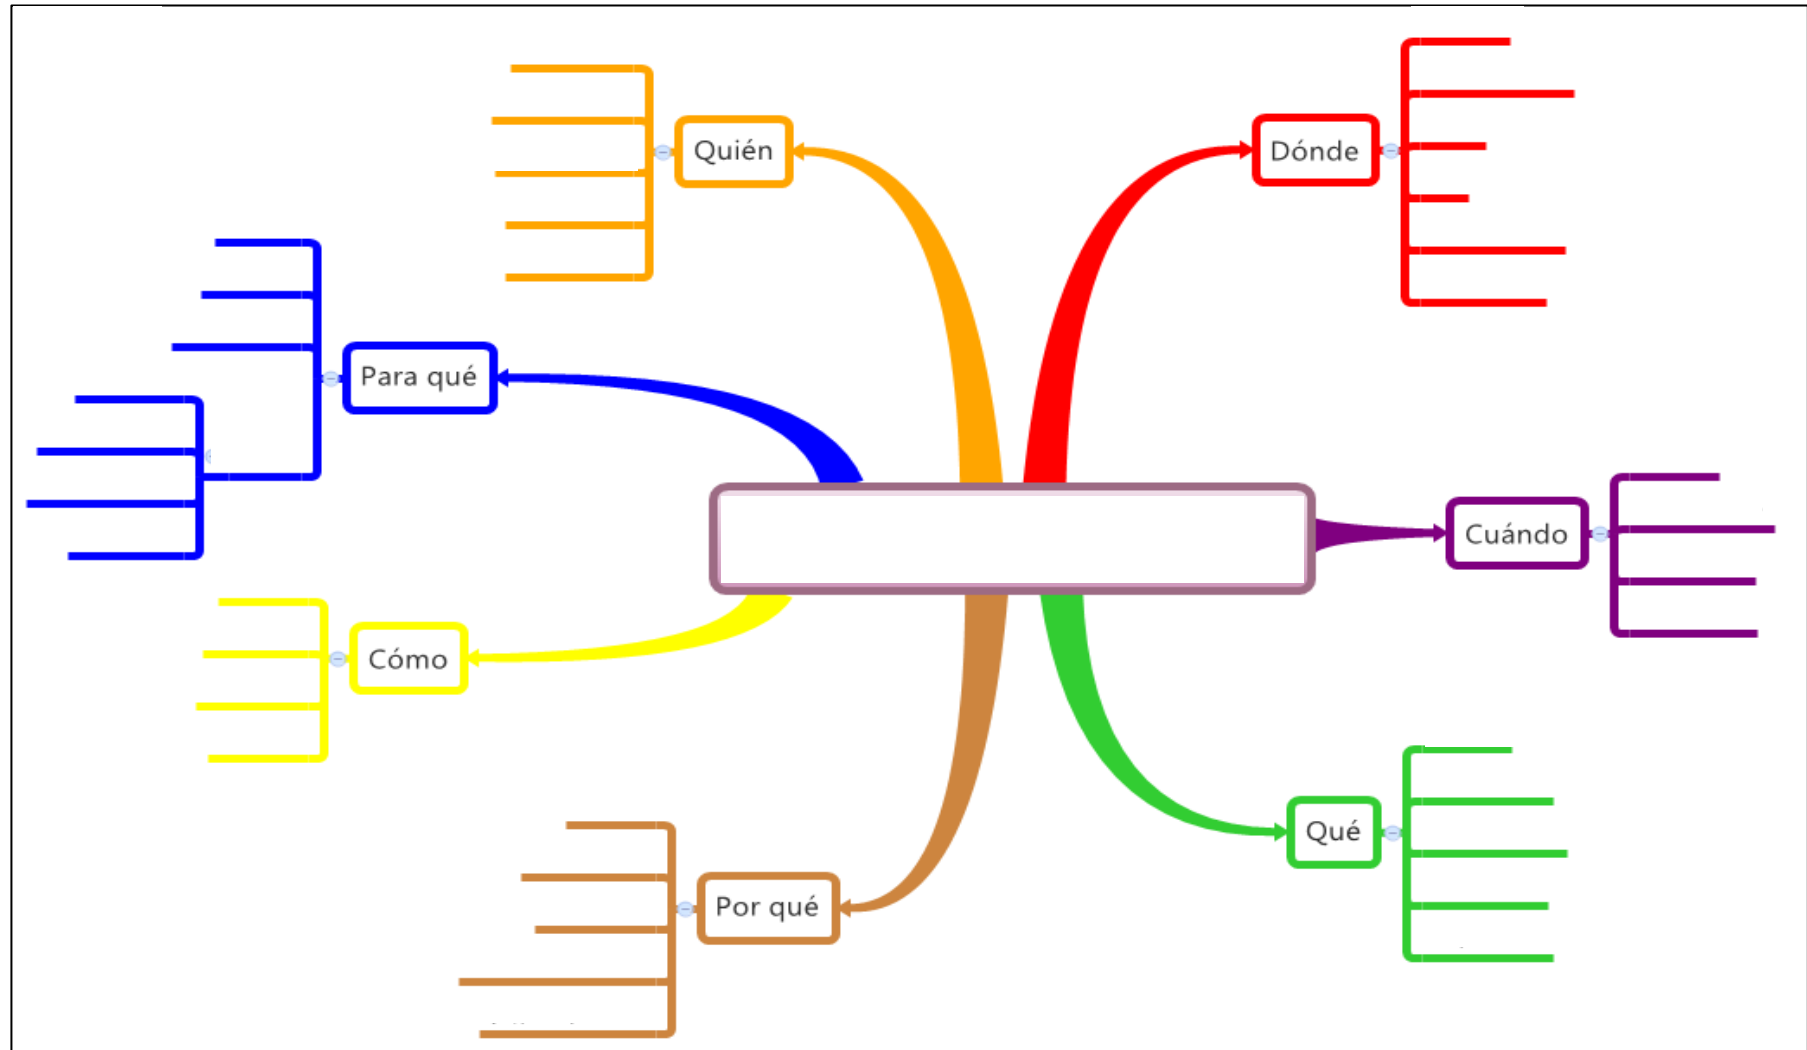 Quién
Dónde
Para qué
Cuándo
Cómo
Qué
Por qué